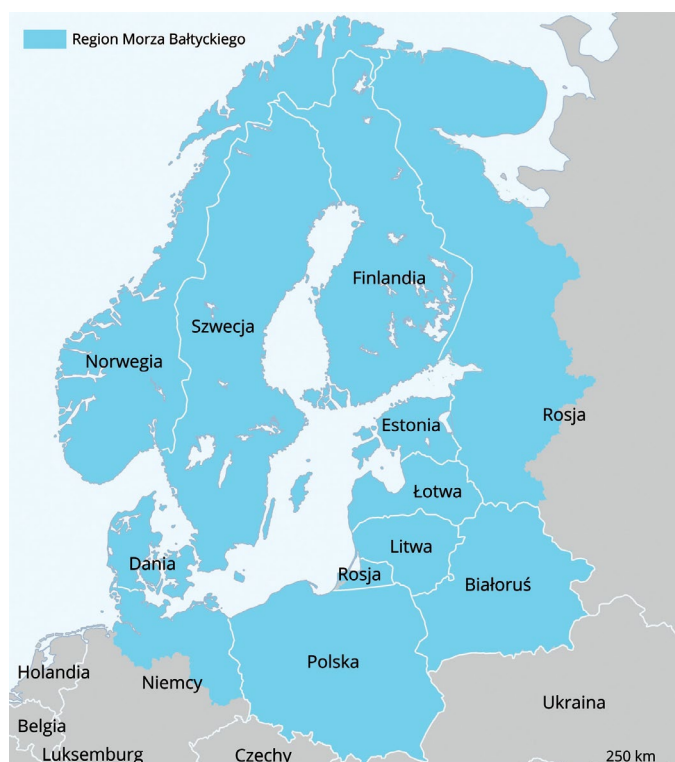 Region Morza Bałtyckiego
Finlandia
Szwecja
Norwegia
Rosja
Estonia
Łotwa
Litwa
Dania
Rosja
Białoruś
Polska
Holandia
Niemcy
Ukraina
Belgia
Luksemburg
Czechy
250 km